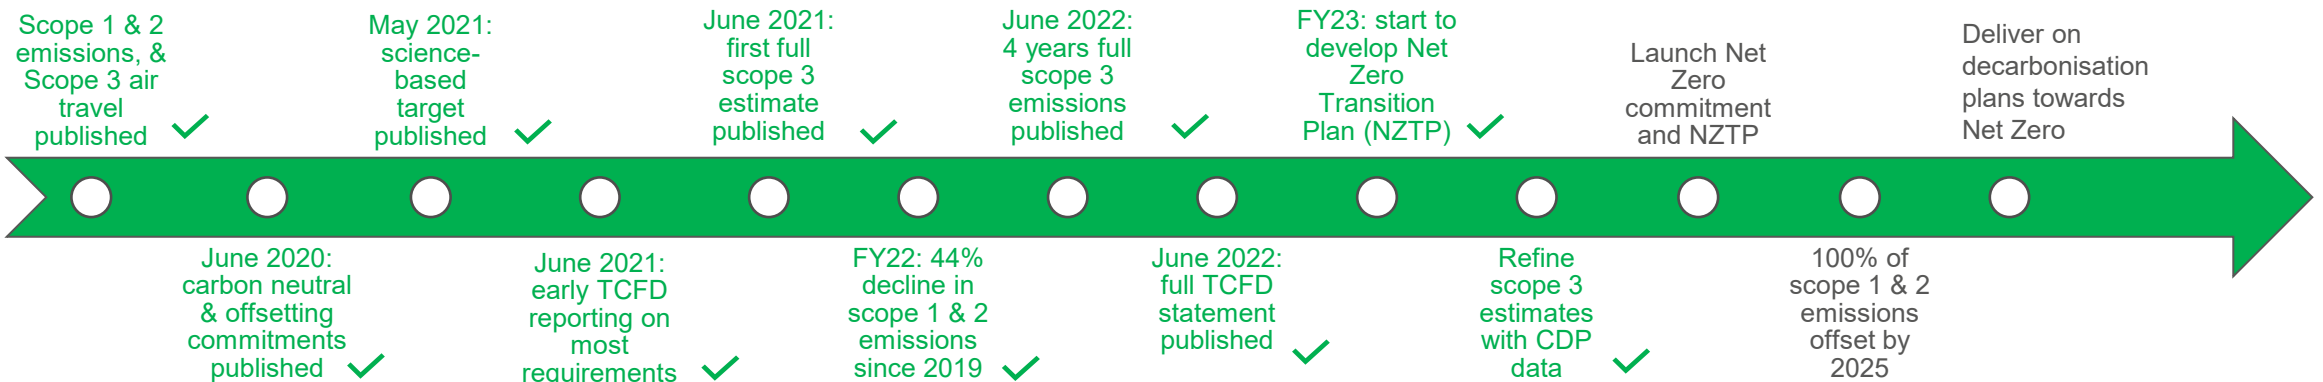 Scope 1 & 2
emissions, &
Scope 3 air
travel
published
June 2020:
carbon neutral
& offsetting
commitments
published
May 2021:
science-
based
target
published
June 2021:
early TCFD
reporting on
most
requirements
June 2021:
first full
scope 3
estimate
published
FY22: 44%
decline in
scope 1 & 2
emissions
since 2019
June 2022:
4 years full
scope 3
emissions
published
June 2022:
full TCFD
statement
published
FY23: start to
develop Net
Zero
Transition
Plan (NZTP)
Refine
scope 3
estimates
with CDP
data
Launch Net
Zero
commitment
and NZTP
100% of
scope 1 & 2
emissions
offset by
2025
Deliver on
decarbonisation
plans towards
Net Zero